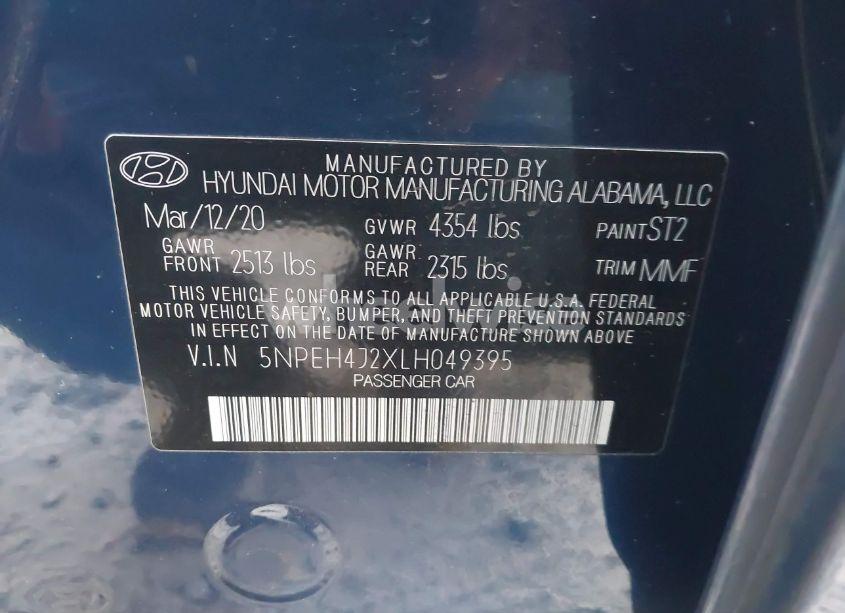 MANUFACTURED BY
HYUNDAI MOTOR MANUFACTURING ALABAMA, LLC
Mar/12/20 GVWR 4354 lbs PAINT ST2
GAWR FRONT 2513 lbs GAWR REAR 2315 lbs TRIM MMF
THIS VEHICLE CONFORMS TO ALL APPLICABLE U.S.A. FEDERAL
MOTOR VEHICLE SAFETY, BUMPER, AND THEFT PREVENTION STANDARDS
IN EFFECT ON THE DATE OF MANUFACTURE SHOWN ABOVE
V.I.N 5NPEH4J2XLH049395
PASSENGER CAR